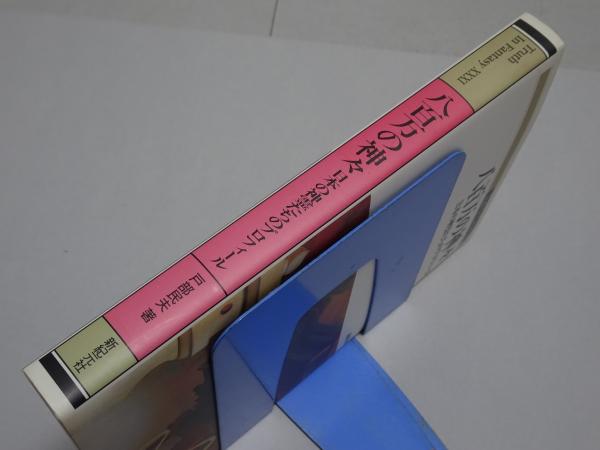 Truth
In Fantasy XXXI
八百万の神々
日本の神霊たちのプロフィール
戸部民夫 著
新紀元社